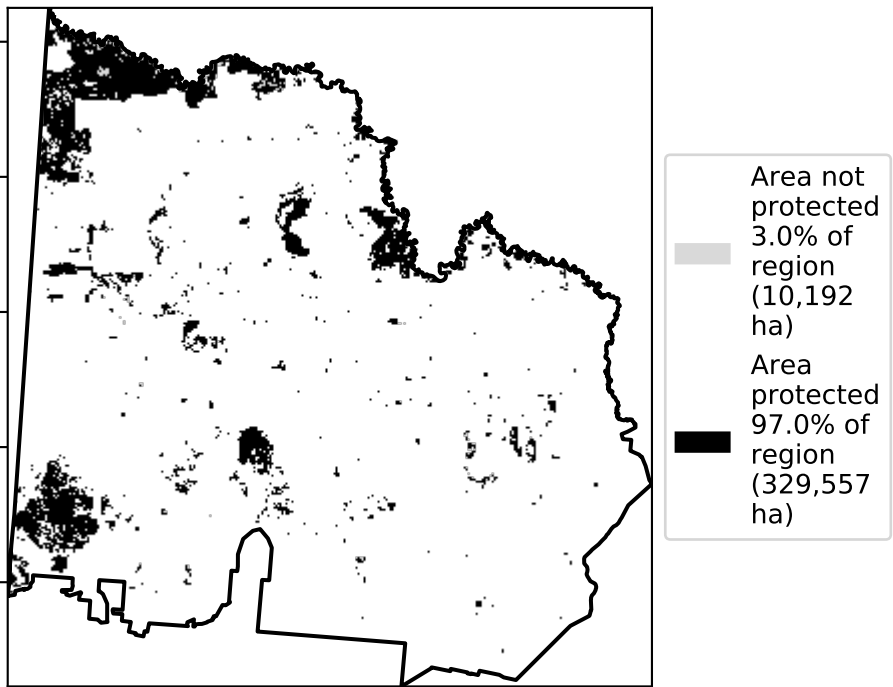 Area not
protected
3.0% of
region
(10,192
ha)
Area
protected
97.0% of
region
(329,557
ha)